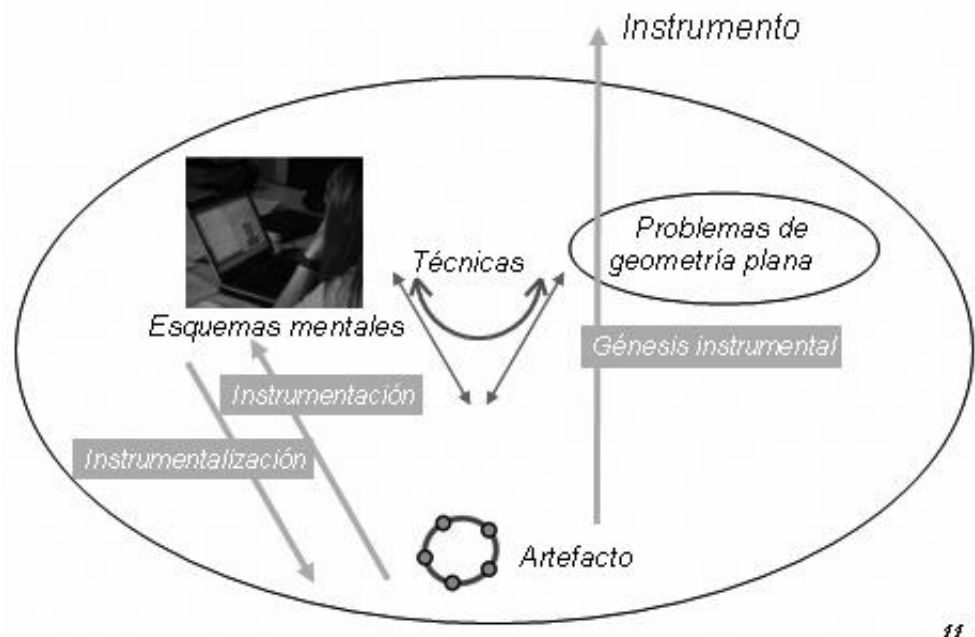 Instrumento
Problemas de
geometría plana
Técnicas
Esquemas mentales
Génesis instrumental
Instrumentación
Instrumentalización
Artefacto
11